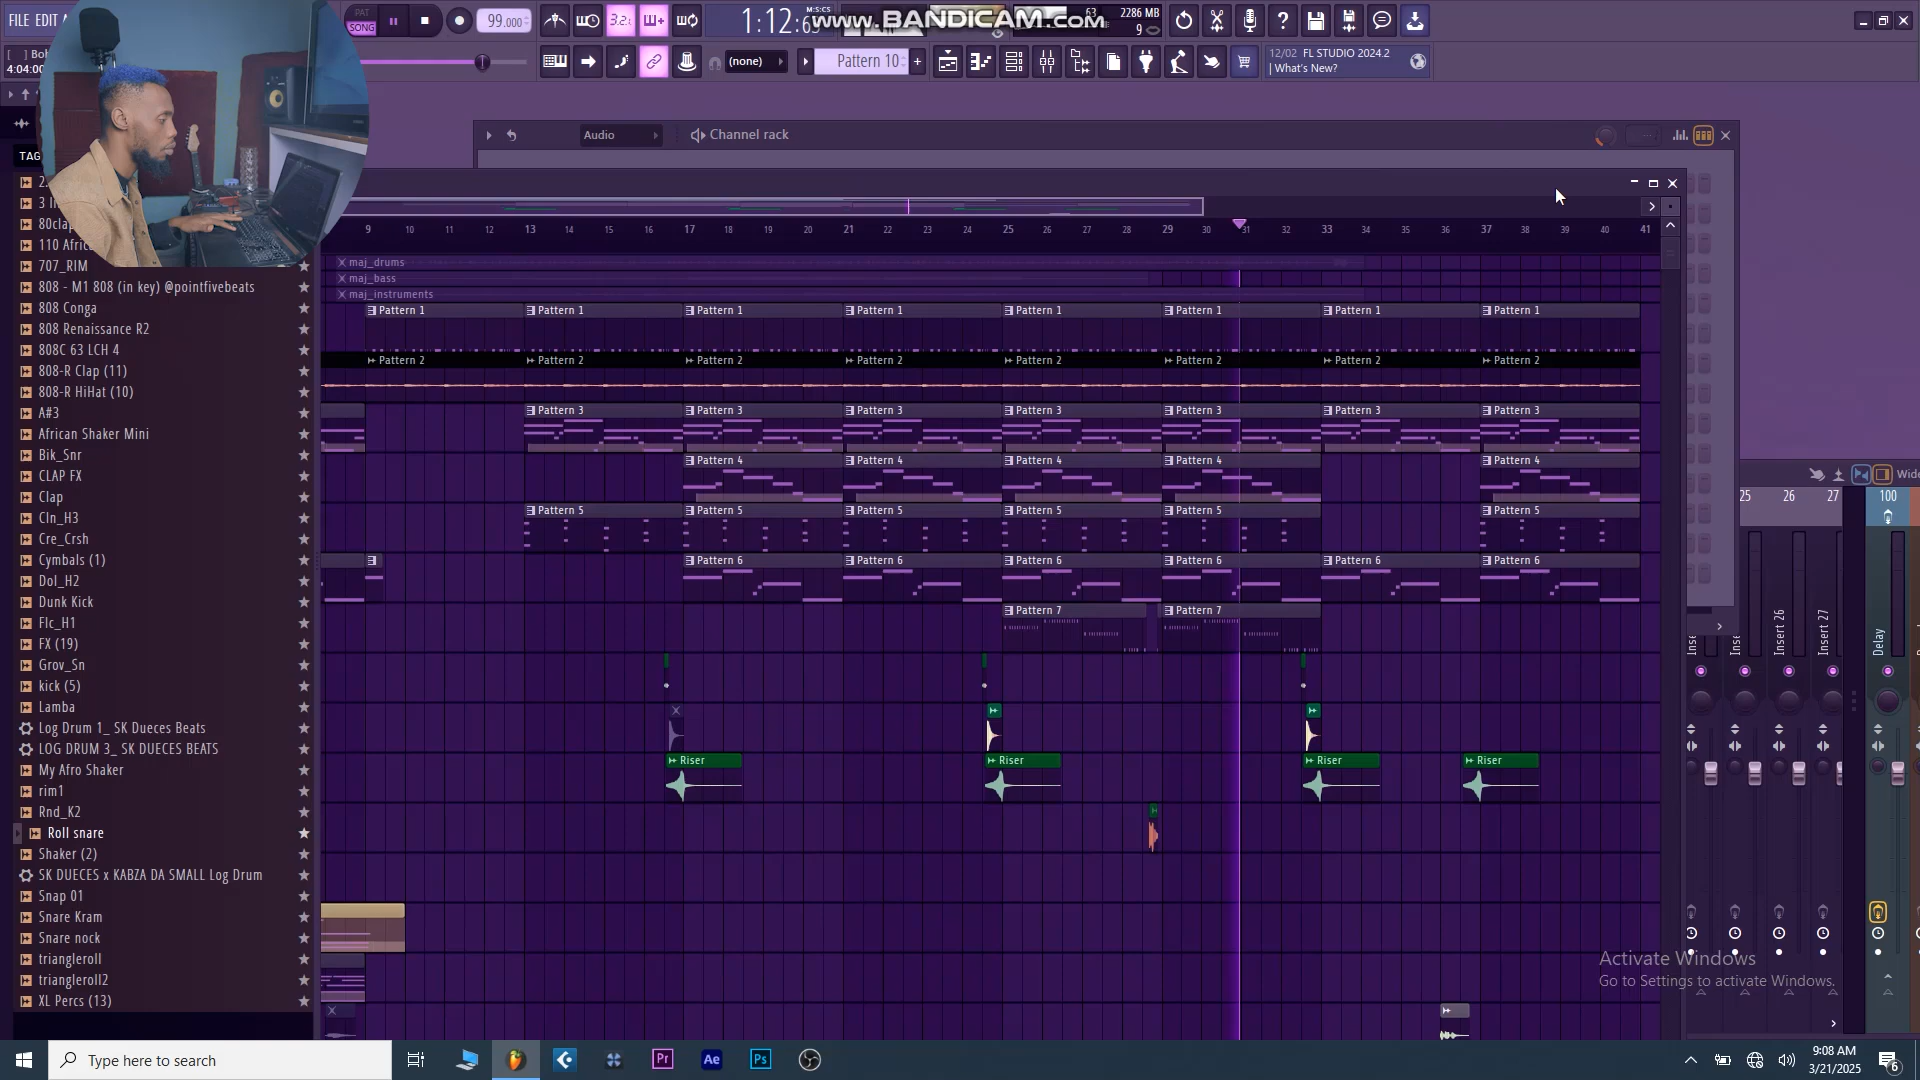 FILE EDIT A
PAT
SONG
99.000
3.2.
1:12:63
M:S:CS
www.BANDICAM.com
63
2286 MB
9
Bol
4:04:00
(none)
Pattern 10
+
12/02 FL STUDIO 2024.2
| What's New?
Audio
Channel rack
TAG
2.
3 I
80clap
110 Afric
707_RIM
808 - M1 808 (in key) @pointfivebeats
808 Conga
808 Renaissance R2
808C 63 LCH 4
808-R Clap (11)
808-R HiHat (10)
A#3
African Shaker Mini
Bik_Snr
CLAP FX
Clap
Cln_H3
Cre_Crsh
Cymbals (1)
Dol_H2
Dunk Kick
Flc_H1
FX (19)
Grov_Sn
kick (5)
Lamba
Log Drum 1_ SK Dueces Beats
LOG DRUM 3_ SK DUECES BEATS
My Afro Shaker
rim1
Rnd_K2
Roll snare
Shaker (2)
SK DUECES x KABZA DA SMALL Log Drum
Snap 01
Snare Kram
Snare nock
triangleroll
triangleroll2
XL Percs (13)
9 10 11 12 13 14 15 16 17 18 19 20 21 22 23 24 25 26 27 28 29 30 31 32 33 34 35 36 37 38 39 40 41
maj_drums
maj_bass
maj_instruments
Pattern 1 Pattern 1 Pattern 1 Pattern 1 Pattern 1 Pattern 1 Pattern 1 Pattern 1
Pattern 2 Pattern 2 Pattern 2 Pattern 2 Pattern 2 Pattern 2 Pattern 2 Pattern 2
Pattern 3 Pattern 3 Pattern 3 Pattern 3 Pattern 3 Pattern 3 Pattern 3
Pattern 4 Pattern 4 Pattern 4 Pattern 4 Pattern 4
Pattern 5 Pattern 5 Pattern 5 Pattern 5 Pattern 5 Pattern 5
Pattern 6 Pattern 6 Pattern 6 Pattern 6 Pattern 6 Pattern 6
Pattern 7 Pattern 7
Riser Riser Riser Riser
Wide
25 26 27 100
Inse
Inse
Insert 26
Insert 27
Delay
Activate Windows
Go to Settings to activate Windows.
Type here to search
Pr
Ae
Ps
9:08 AM
3/21/2025
6